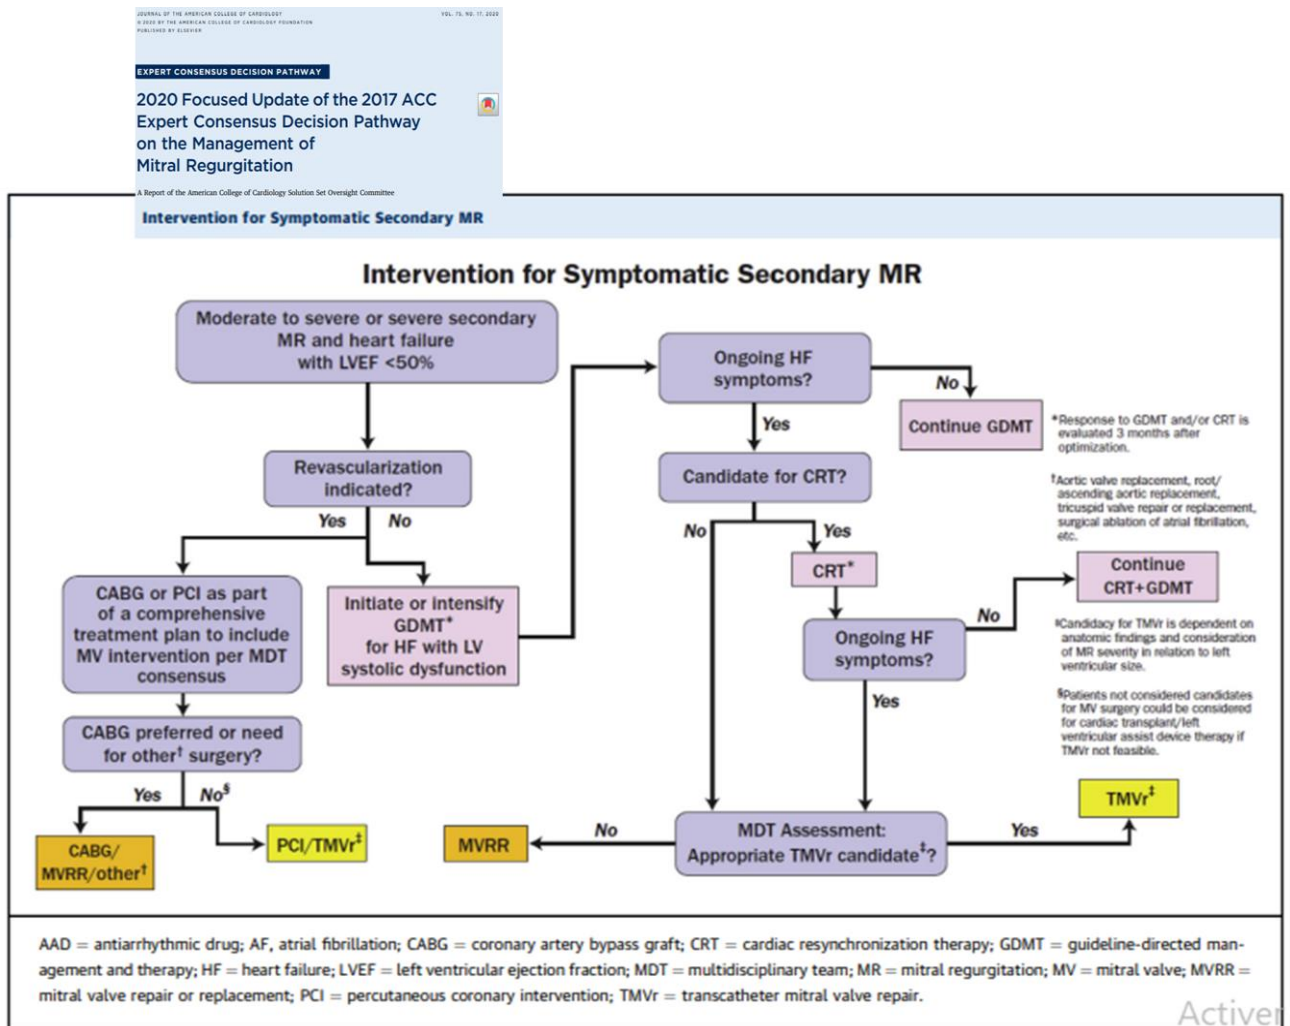 JOURNAL OF THE AMERICAN COLLEGE OF CARDIOLOGY
VOL. 75, NO. 17, 2020
© 2020 BY THE AMERICAN COLLEGE OF CARDIOLOGY FOUNDATION
PUBLISHED BY ELSEVIER
EXPERT CONSENSUS DECISION PATHWAY
2020 Focused Update of the 2017 ACC
Expert Consensus Decision Pathway
on the Management of
Mitral Regurgitation
A Report of the American College of Cardiology Solution Set Oversight Committee
Intervention for Symptomatic Secondary MR
Intervention for Symptomatic Secondary MR
Moderate to severe or severe secondary
MR and heart failure
with LVEF <50%
Revascularization
indicated?
Yes
No
CABG or PCI as part
of a comprehensive
treatment plan to include
MV intervention per MDT
consensus
Initiate or intensify
GDMT*
for HF with LV
systolic dysfunction
CABG preferred or need
for other† surgery?
Yes
No§
CABG/
MVRR/other†
PCI/TMVr‡
Ongoing HF
symptoms?
No
Continue GDMT
Yes
Candidate for CRT?
No
Yes
CRT*
Ongoing HF
symptoms?
No
Continue
CRT+GDMT
Yes
MDT Assessment:
Appropriate TMVr candidate‡?
No
MVRR
Yes
TMVr‡
*Response to GDMT and/or CRT is
evaluated 3 months after
optimization.
†Aortic valve replacement, root/
ascending aortic replacement,
tricuspid valve repair or replacement,
surgical ablation of atrial fibrillation,
etc.
‡Candidacy for TMVr is dependent on
anatomic findings and consideration
of MR severity in relation to left
ventricular size.
§Patients not considered candidates
for MV surgery could be considered
for cardiac transplant/left
ventricular assist device therapy if
TMVr not feasible.
AAD = antiarrhythmic drug; AF, atrial fibrillation; CABG = coronary artery bypass graft; CRT = cardiac resynchronization therapy; GDMT = guideline-directed man-
agement and therapy; HF = heart failure; LVEF = left ventricular ejection fraction; MDT = multidisciplinary team; MR = mitral regurgitation; MV = mitral valve; MVRR =
mitral valve repair or replacement; PCI = percutaneous coronary intervention; TMVr = transcatheter mitral valve repair.
Activer